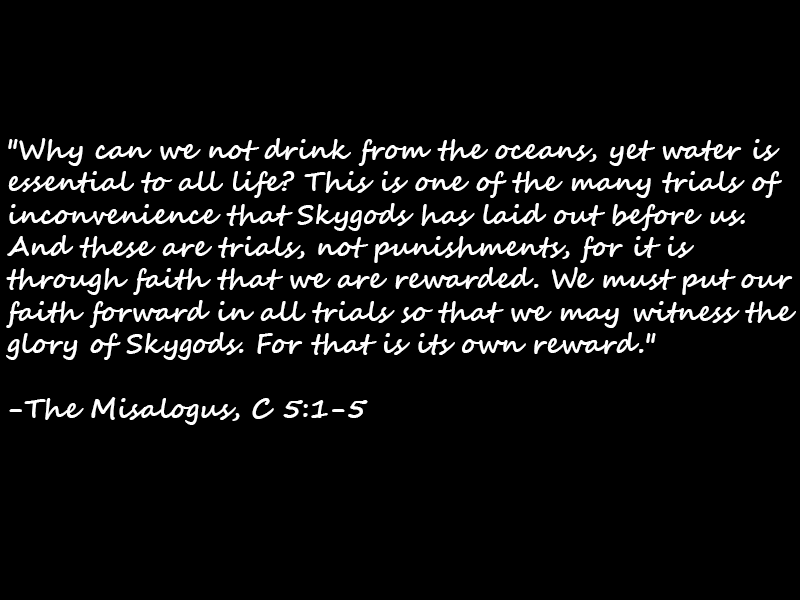 "Why can we not drink from the oceans, yet water is
essential to all life? This is one of the many trials of
inconvenience that Skygods has laid out before us.
And these are trials, not punishments, for it is
through faith that we are rewarded. We must put our
faith forward in all trials so that we may witness the
glory of Skygods. For that is its own reward."
-The Misalogus, C 5:1-5